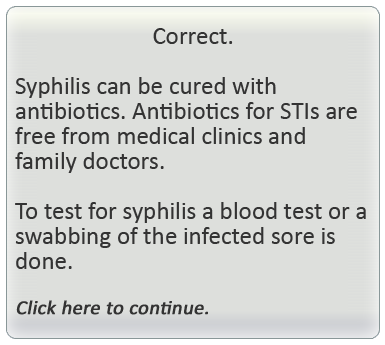 Correct.
Syphilis can be cured with
antibiotics. Antibiotics for STIs are
free from medical clinics and
family doctors.
To test for syphilis a blood test or a
swabbing of the infected sore is
done.
Click here to continue.